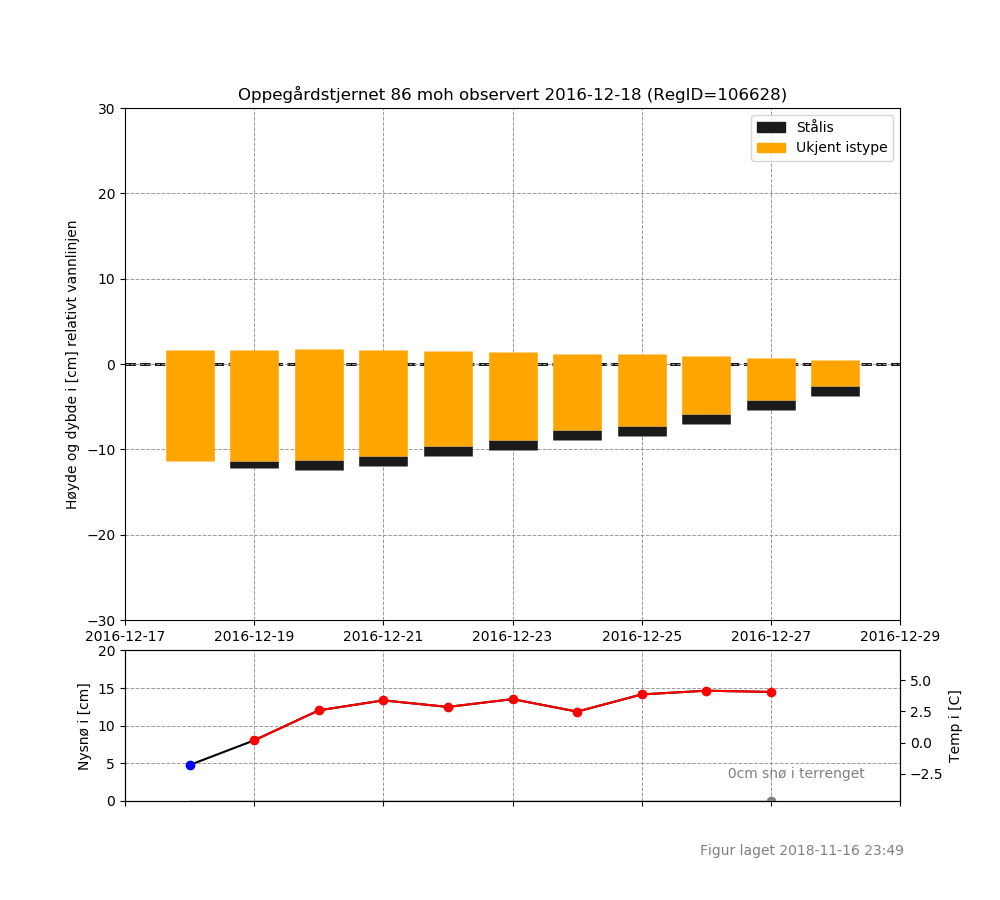 Oppegårdstjernet 86 moh observert 2016-12-18 (RegID=106628)
Stålis
Ukjent istype
Høyde og dybde i [cm] relativt vannlinjen
30
20
10
0
−10
−20
−30
2016-12-17 2016-12-19 2016-12-21 2016-12-23 2016-12-25 2016-12-27 2016-12-29
Nysnø i [cm]
20
15
10
5
0
5.0
2.5
0.0
−2.5
Temp i [C]
0cm snø i terrenget
Figur laget 2018-11-16 23:49